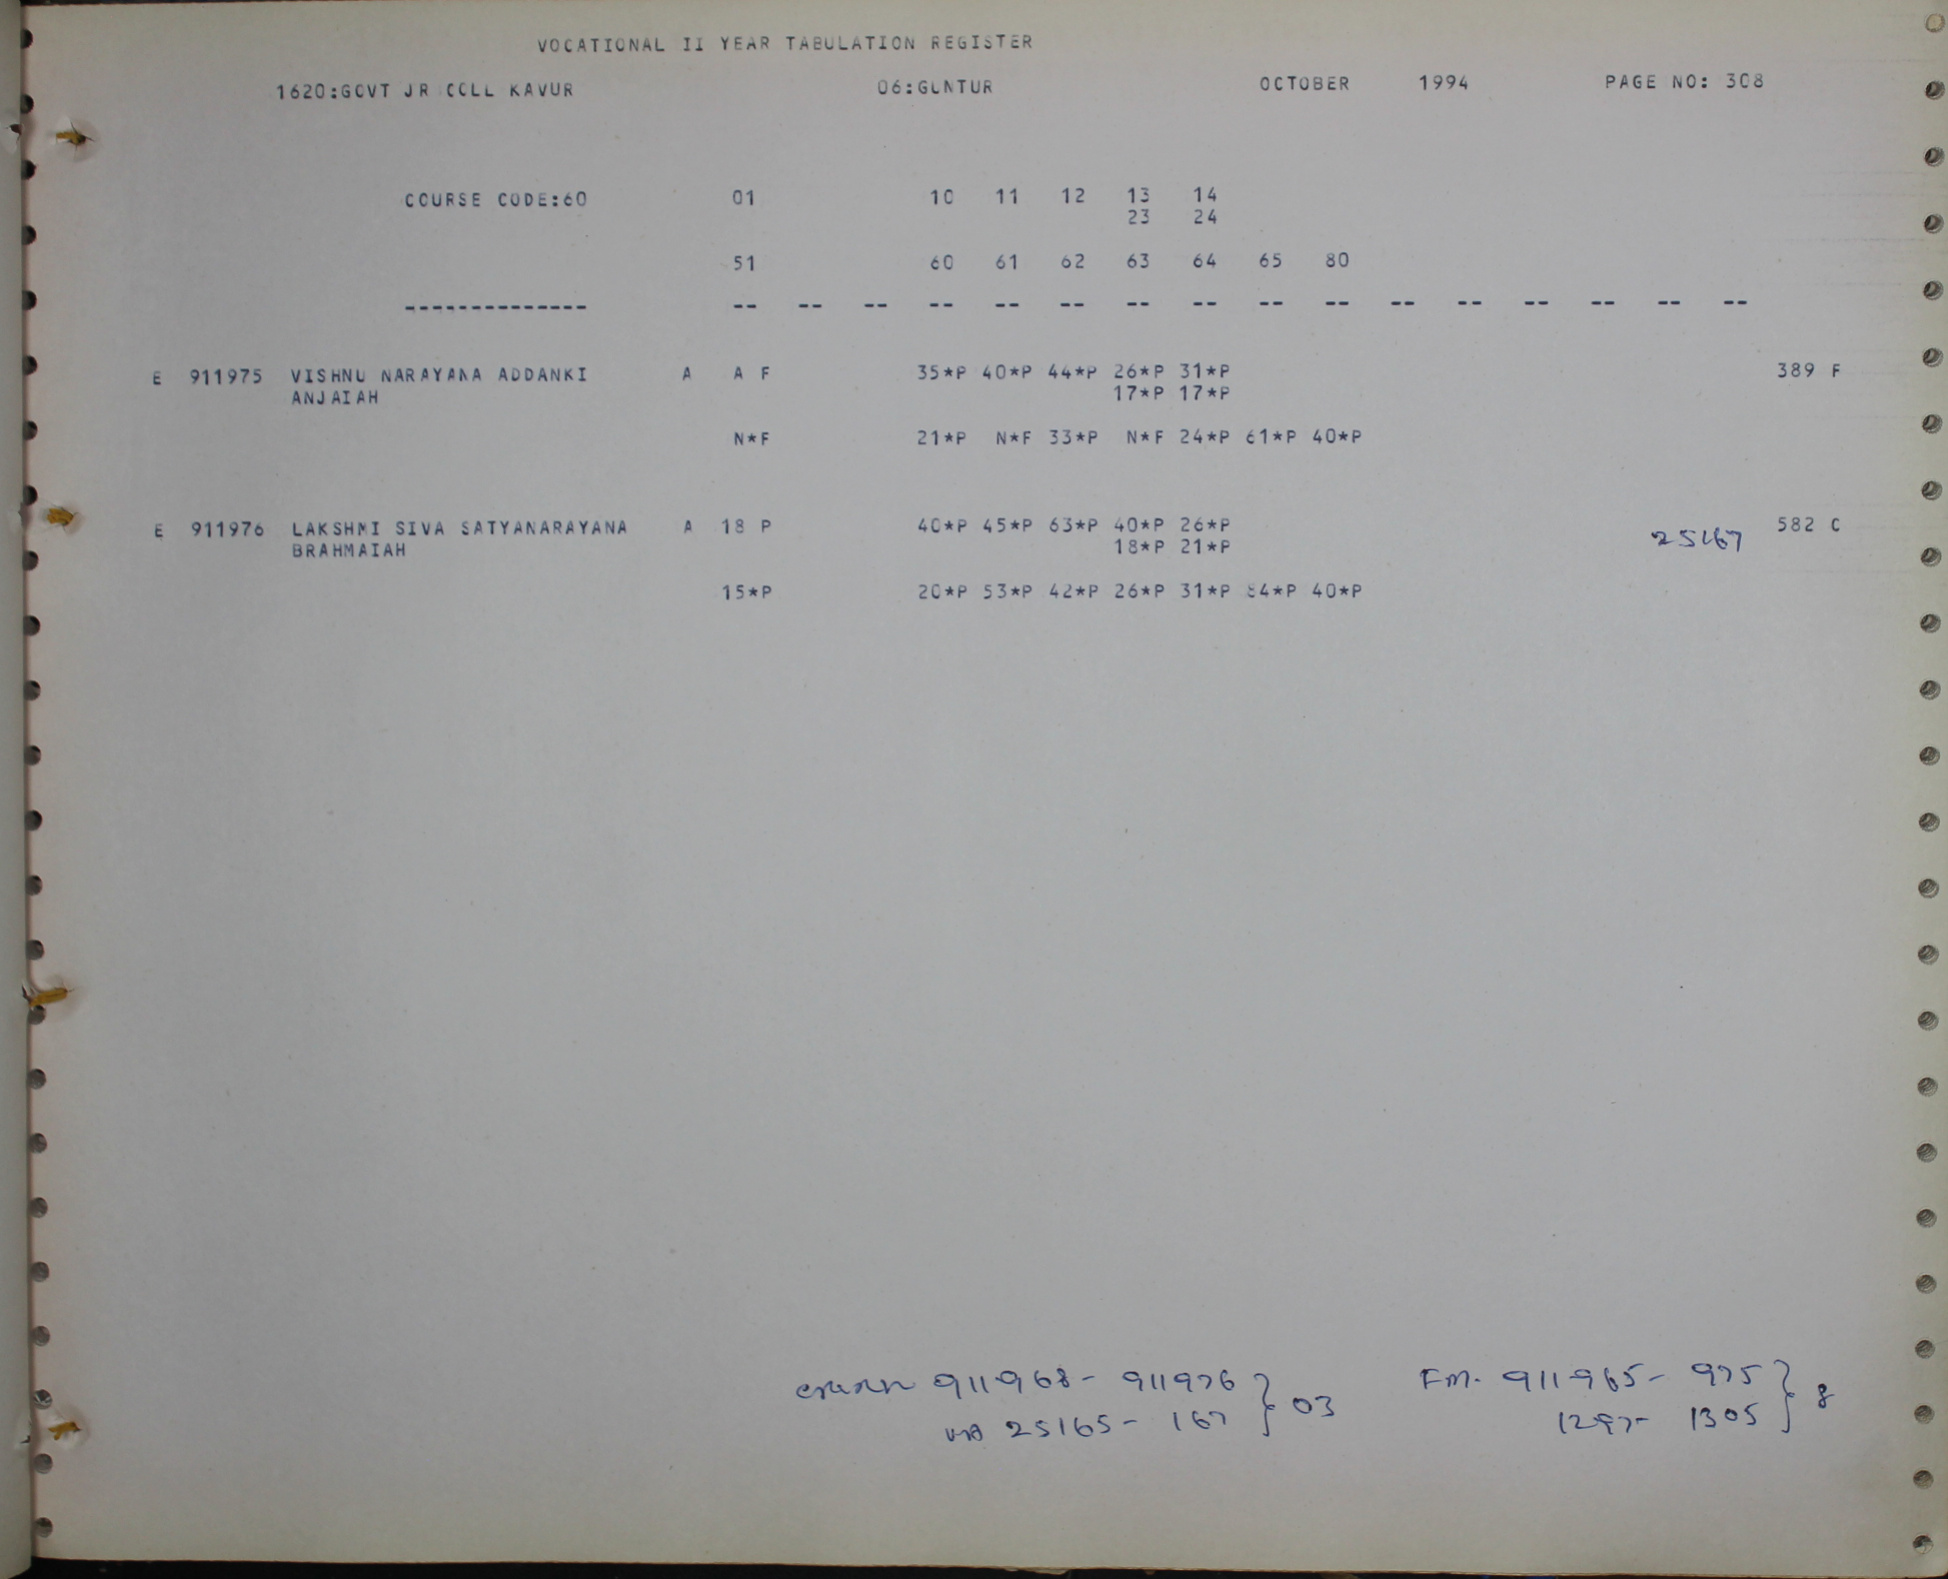 VOCATIONAL II YEAR TABULATION REGISTER
1620:GOVT JR COLL KAVUR 06:GUNTUR OCTOBER 1994 PAGE NO: 308
COURSE CODE:60 01 10 11 12 13 14
23 24
51 60 61 62 63 64 65 80
-------------- -- -- -- -- -- -- -- -- -- -- -- -- -- -- -- --
E 911975 VISHNU NARAYANA ADDANKI A A F 35*P 40*P 44*P 26*P 31*P 389 F
ANJAIAH 17*P 17*P
N*F 21*P N*F 33*P N*F 24*P 61*P 40*P
E 911976 LAKSHMI SIVA SATYANARAYANA A 18 P 40*P 45*P 63*P 40*P 26*P 582 C
BRAHMAIAH 18*P 21*P 25167
15*P 20*P 53*P 42*P 26*P 31*P 84*P 40*P
911968- 911976 } 03 F.M. 911965- 975 } 8
25165- 167 1297- 1305